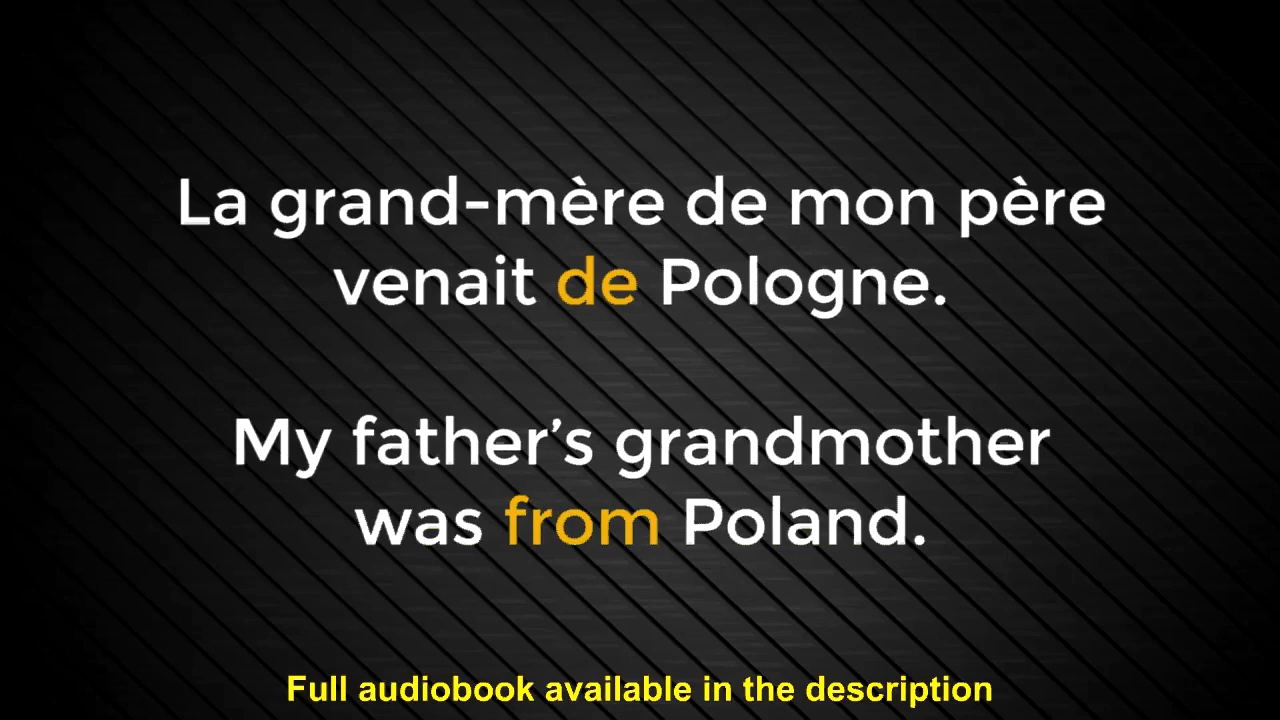 La grand-mère de mon père
venait de Pologne.
My father’s grandmother
was from Poland.
Full audiobook available in the description